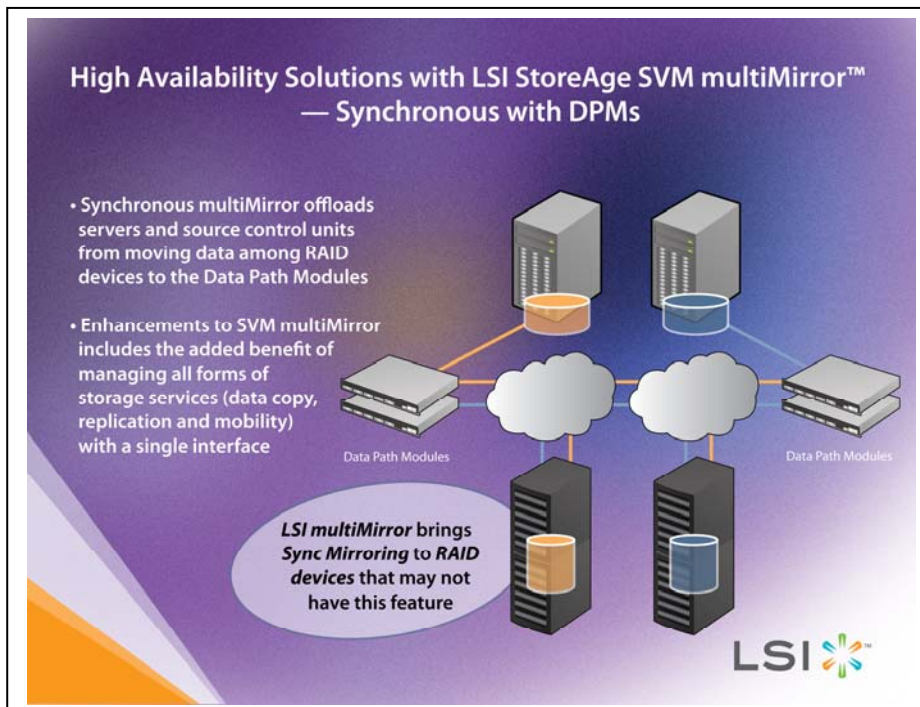 High Availability Solutions with LSI StoreAge SVM multiMirror™
— Synchronous with DPMs
• Synchronous multiMirror offloads
servers and source control units
from moving data among RAID
devices to the Data Path Modules
• Enhancements to SVM multiMirror
includes the added benefit of
managing all forms of
storage services (data copy,
replication and mobility)
with a single interface
Data Path Modules
Data Path Modules
LSI multiMirror brings
Sync Mirroring to RAID
devices that may not
have this feature
LSI™